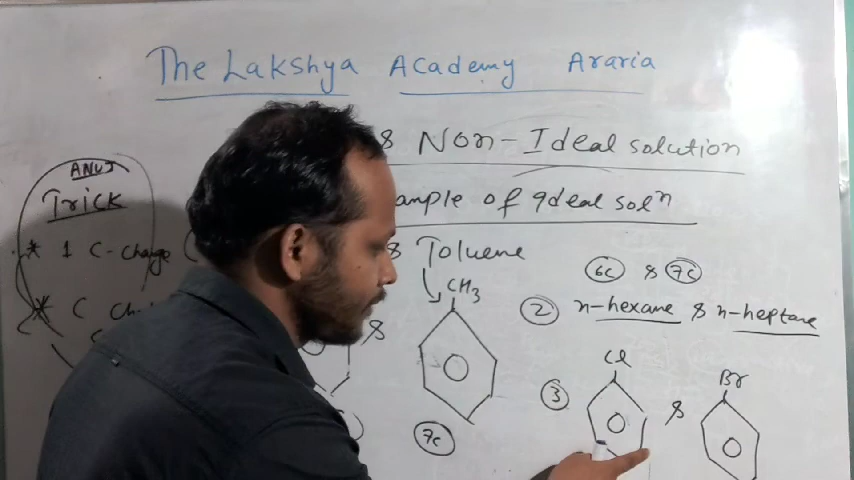 The Lakshya Academy Araria
& Non-Ideal solution
ample of Ideal solⁿ
ANUJ
Trick
* 1 C-change (
* C Cha
& Toluene
CH₃
&
7c
6c & 7c
2 n-hexane & n-heptane
3
Cl
&
Br